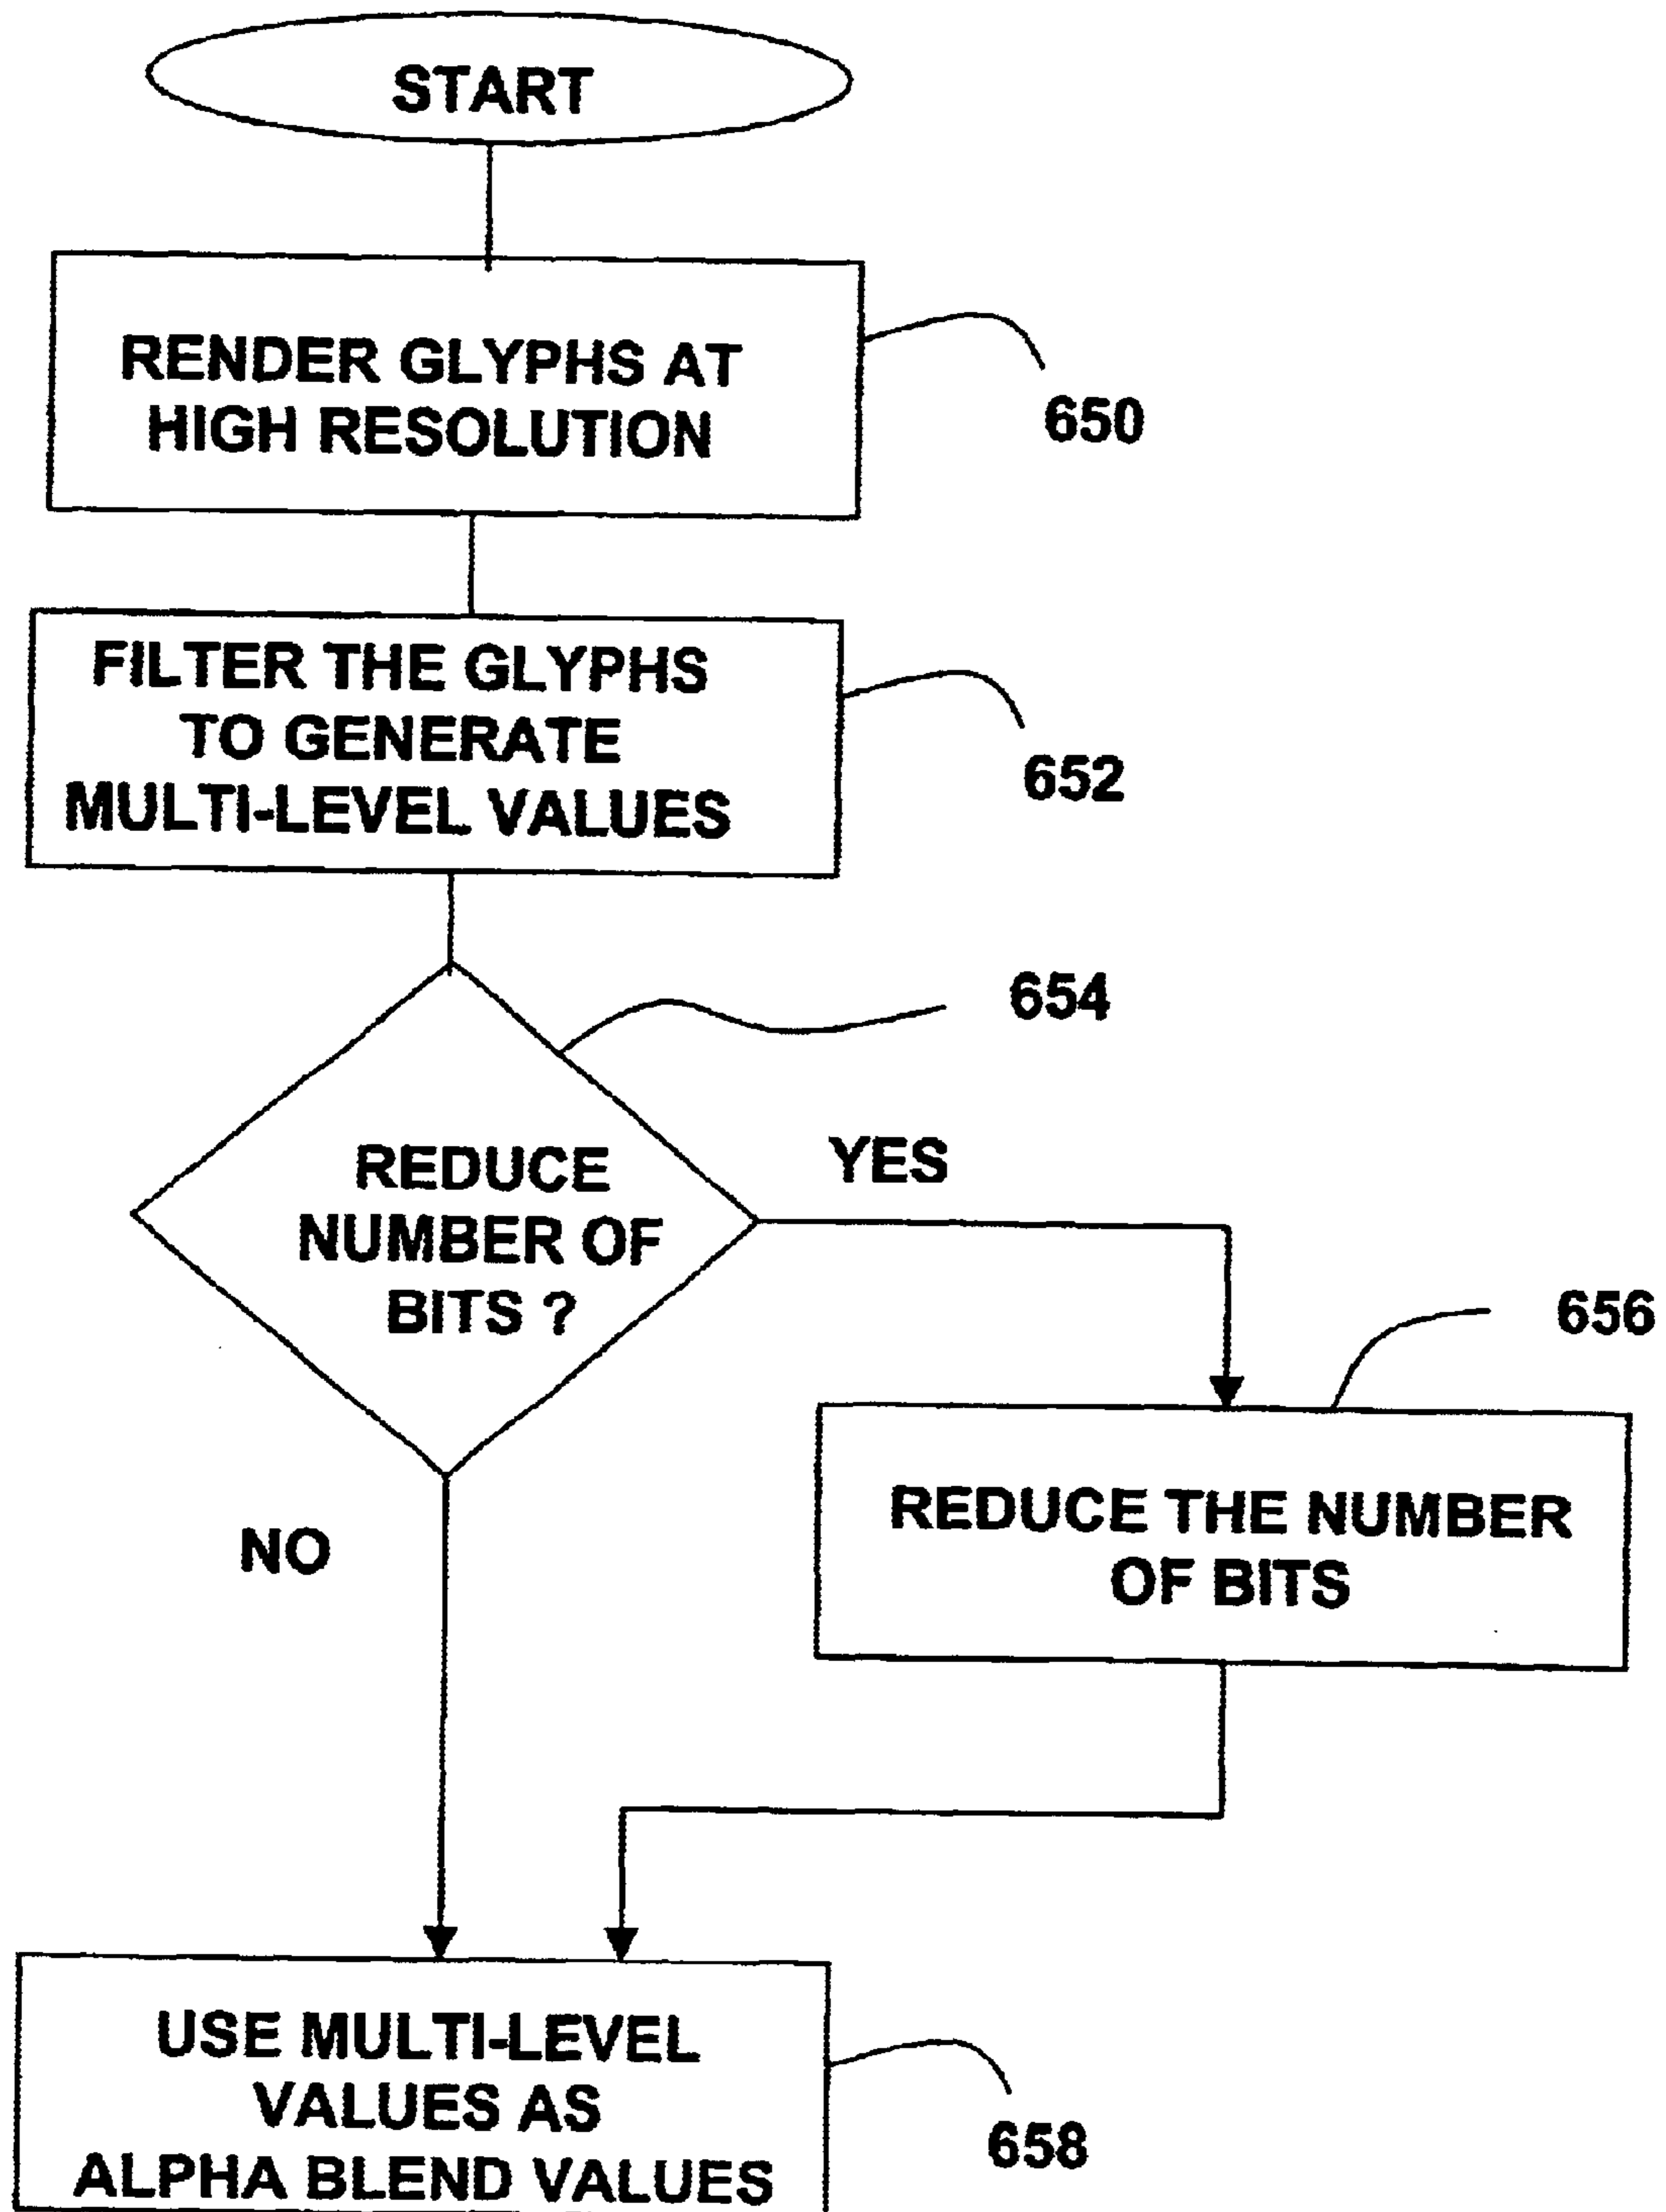 START
RENDER GLYPHS AT
HIGH RESOLUTION
650
FILTER THE GLYPHS
TO GENERATE
MULTI-LEVEL VALUES
652
654
REDUCE
NUMBER OF
BITS ?
YES
656
REDUCE THE NUMBER
OF BITS
NO
USE MULTI-LEVEL
VALUES AS
ALPHA BLEND VALUES
658